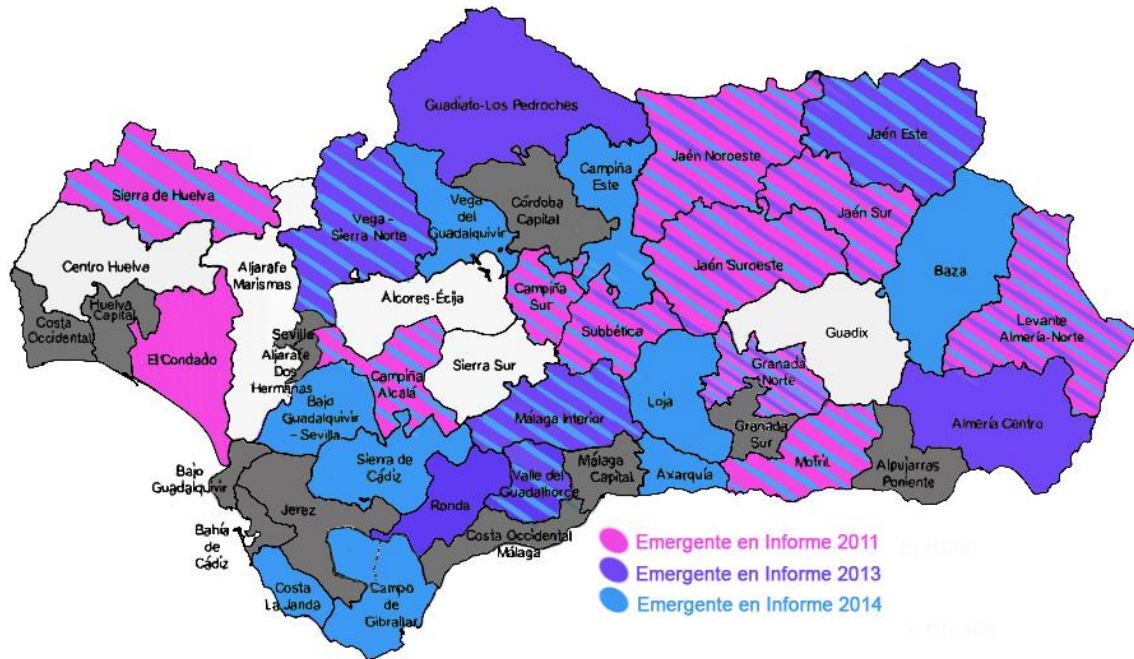 Guadiato-Los Pedroches
Jaén Este
Jaén Noroeste
Campiña
Este
Sierra de Huelva
Vega
del
Guadalquivir
Córdoba
Capital
Jaén Sur
Vega -
Sierra Norte
Centro Huelva
Aljarafe
Marismas
Jaén Suroeste
Baza
Alcores-Écija
Campiña
Sur
Huelva
Capital
Costa
Occidental
Sevilla
Subbética
Guadix
Levante
Almería-Norte
El Condado
Aljarafe
Dos
Hermanas
Campiña
Alcalá
Sierra Sur
Granada
Norte
Bajo
Guadalquivir
- Sevilla
Málaga Interior
Loja
Granada
Sur
Almería Centro
Sierra de
Cádiz
Málaga
Capital
Axarquía
Motril
Alpujarras
Poniente
Bajo
Guadalquivir
Valle del
Guadalhorce
Jerez
Ronda
Bahía
de
Cádiz
Costa Occidental
Málaga
Costa
La Janda
Campo
de
Gibraltar
Emergente en Informe 2011
Emergente en Informe 2013
Emergente en Informe 2014